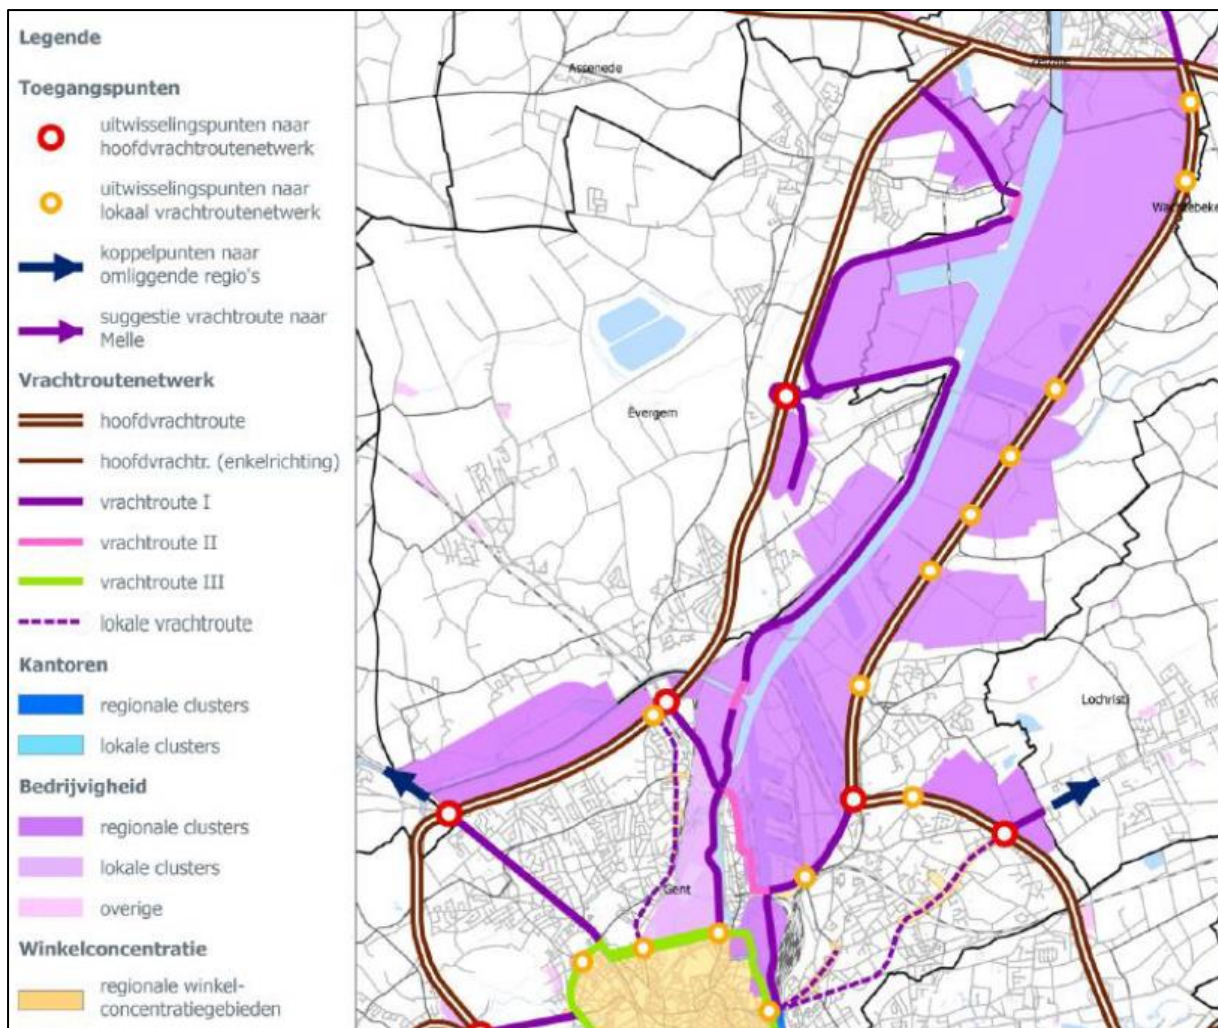 Legende
Toegangspunten
uitwisselingspunten naar
hoofdvrachtroutenetwerk
uitwisselingspunten naar
lokaal vrachtroutenetwerk
koppelpunten naar
omliggende regio's
suggestie vrachtroute naar
Melle
Vrachtroutenetwerk
hoofdvrachtroute
hoofdvrachtr. (enkelrichting)
vrachtroute I
vrachtroute II
vrachtroute III
lokale vrachtroute
Kantoren
regionale clusters
lokale clusters
Bedrijvigheid
regionale clusters
lokale clusters
overige
Winkelconcentratie
regionale winkel-
concentratiegebieden
Assenede
Evergem
Lochristi
Gent